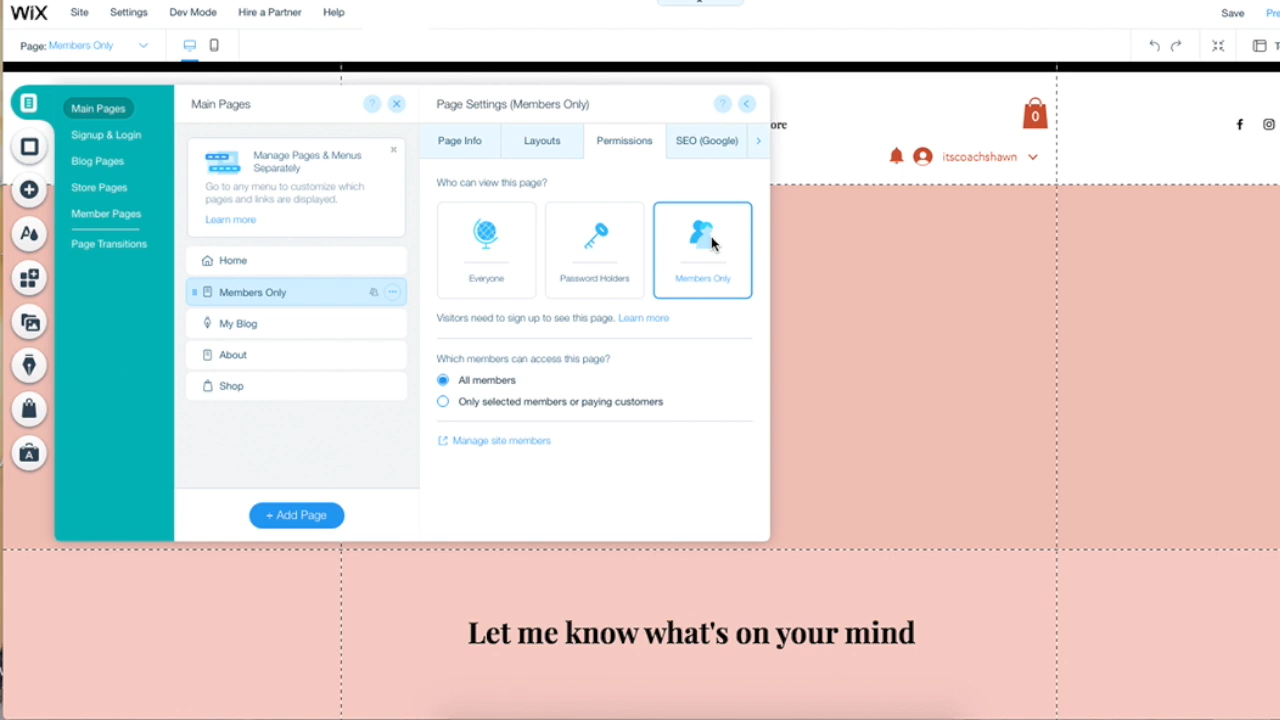 WiX
Site
Settings
Dev Mode
Hire a Partner
Help
Save
Page: Members Only
Main Pages
Signup & Login
Blog Pages
Store Pages
Member Pages
Page Transitions
Main Pages
?
Manage Pages & Menus
Separately
Go to any menu to customize which
pages and links are displayed.
Learn more
Home
Members Only
My Blog
About
Shop
+ Add Page
Page Settings (Members Only)
?
Page Info
Layouts
Permissions
SEO (Google)
Who can view this page?
Everyone
Password Holders
Members Only
Visitors need to sign up to see this page. Learn more
Which members can access this page?
All members
Only selected members or paying customers
Manage site members
0
itscoachshawn
Let me know what's on your mind